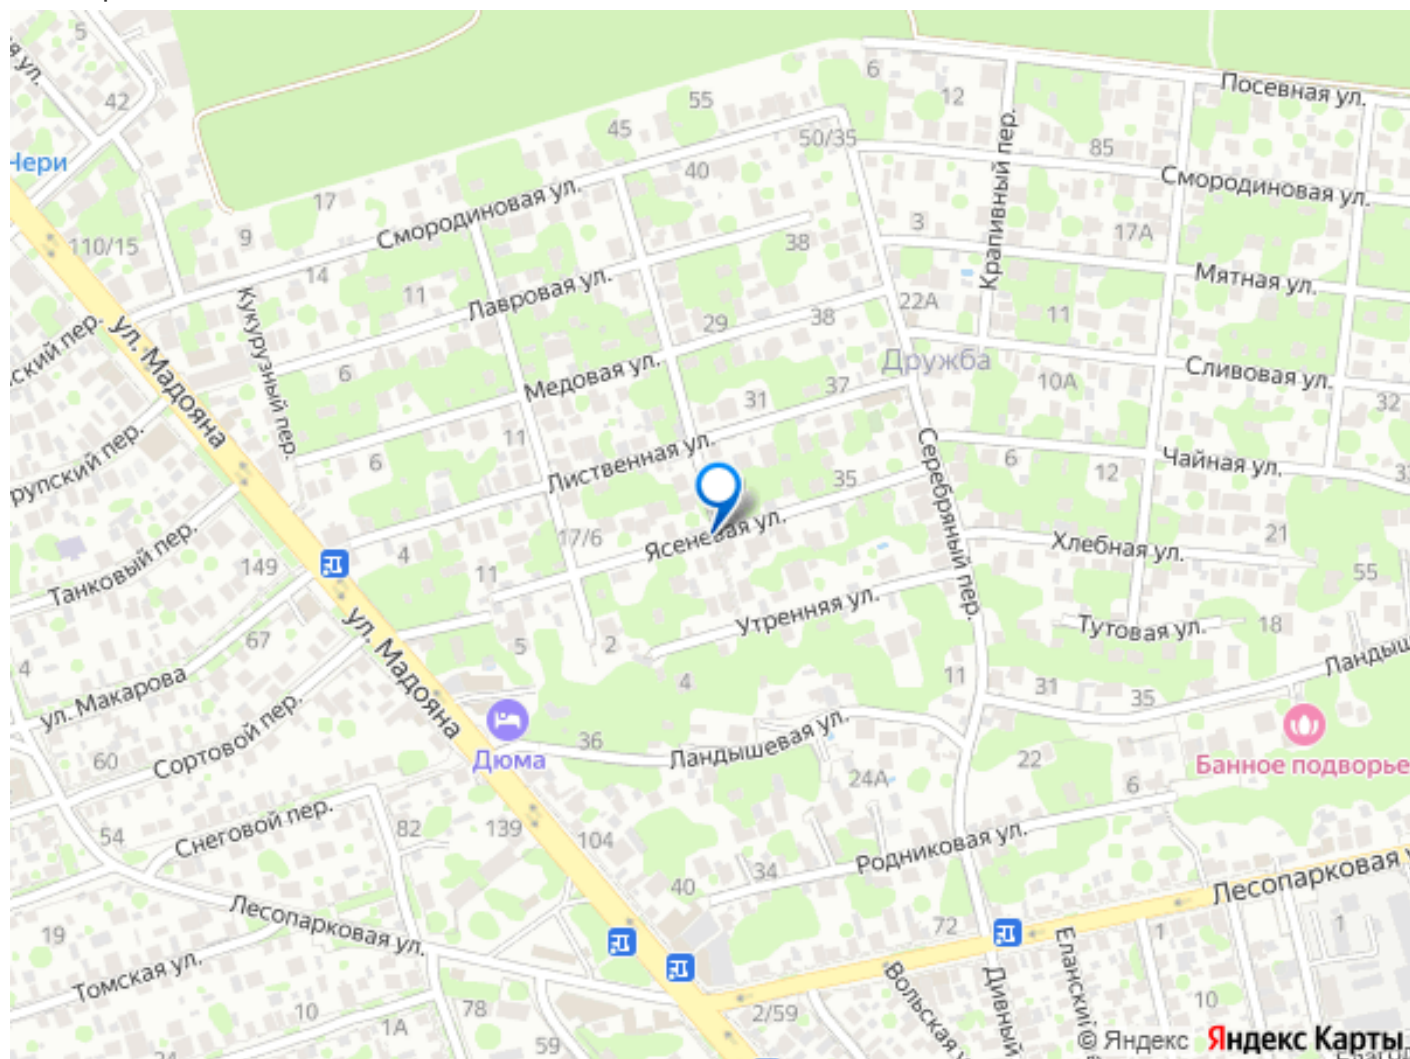 5
ул.
42
Чери
6
12
Посевная ул.
55
45
50/35
85
40
Крапивный пер.
Смородиновая ул.
17
Смородиновая ул.
9
110/15
3
17А
38
14
11
Лавровая ул.
Мятная ул.
Кукурузный пер.
22А
11
29
38
ул. Мадояна
Дружба
6
Медовая ул.
37
10А
Сливовая ул.
31
32
11
Лиственная ул.
Серебряный пер.
6
6
12
Чайная ул.
35
17/6
Ясеневая ул.
21
Хлебная ул.
4
Танковый пер.
149
11
55
Утренняя ул.
ул. Мадояна
67
Тутовая ул.
18
5
2
4
ул. Макарова
4
11
31
35
Сортовой пер.
36
Ландышевая ул.
Дюма
60
22
Банное подворье
24А
6
Снеговой пер.
82
139
104
54
Родниковая ул.
34
40
Лесопарковая
Лесопарковая ул.
72
19
1
1
Томская ул.
Еланский
Вольская
Дивный
10
10
1А
78
2/59
59
© Яндекс
Яндекс Карты